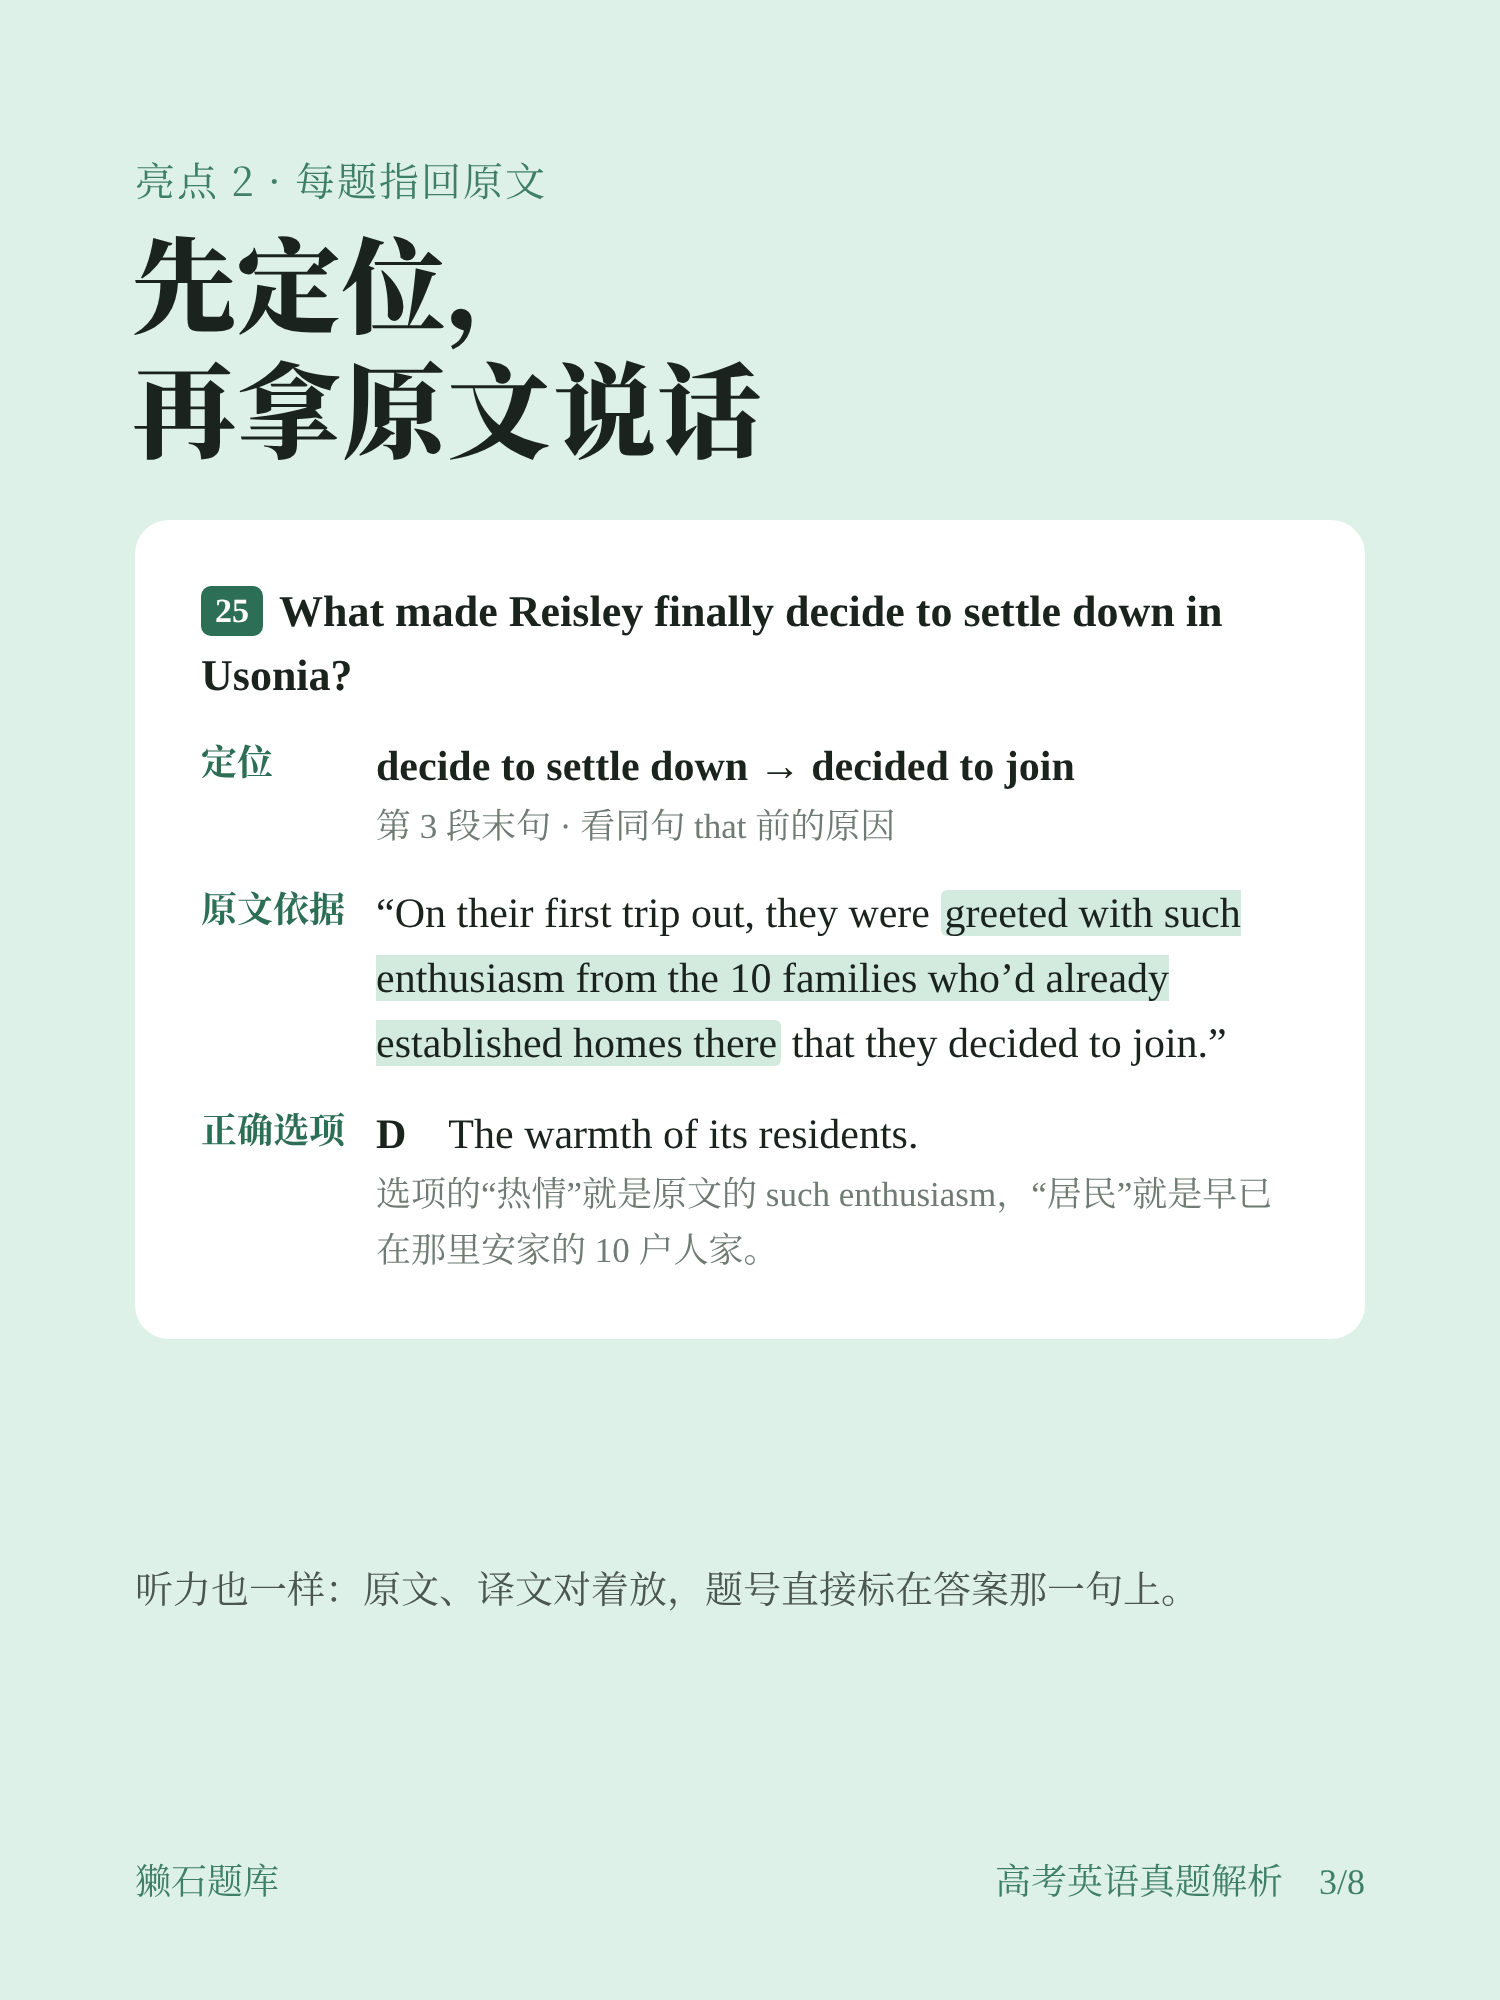 亮点 2 · 每题指回原文
先定位，
再拿原文说话
25 What made Reisley finally decide to settle down in
Usonia?
定位 decide to settle down → decided to join
第 3 段末句 · 看同句 that 前的原因
原文依据 “On their first trip out, they were greeted with such
enthusiasm from the 10 families who’d already
established homes there that they decided to join.”
正确选项 D The warmth of its residents.
选项的“热情”就是原文的 such enthusiasm，“居民”就是早已
在那里安家的 10 户人家。
听力也一样：原文、译文对着放，题号直接标在答案那一句上。
獭石题库 高考英语真题解析 3/8